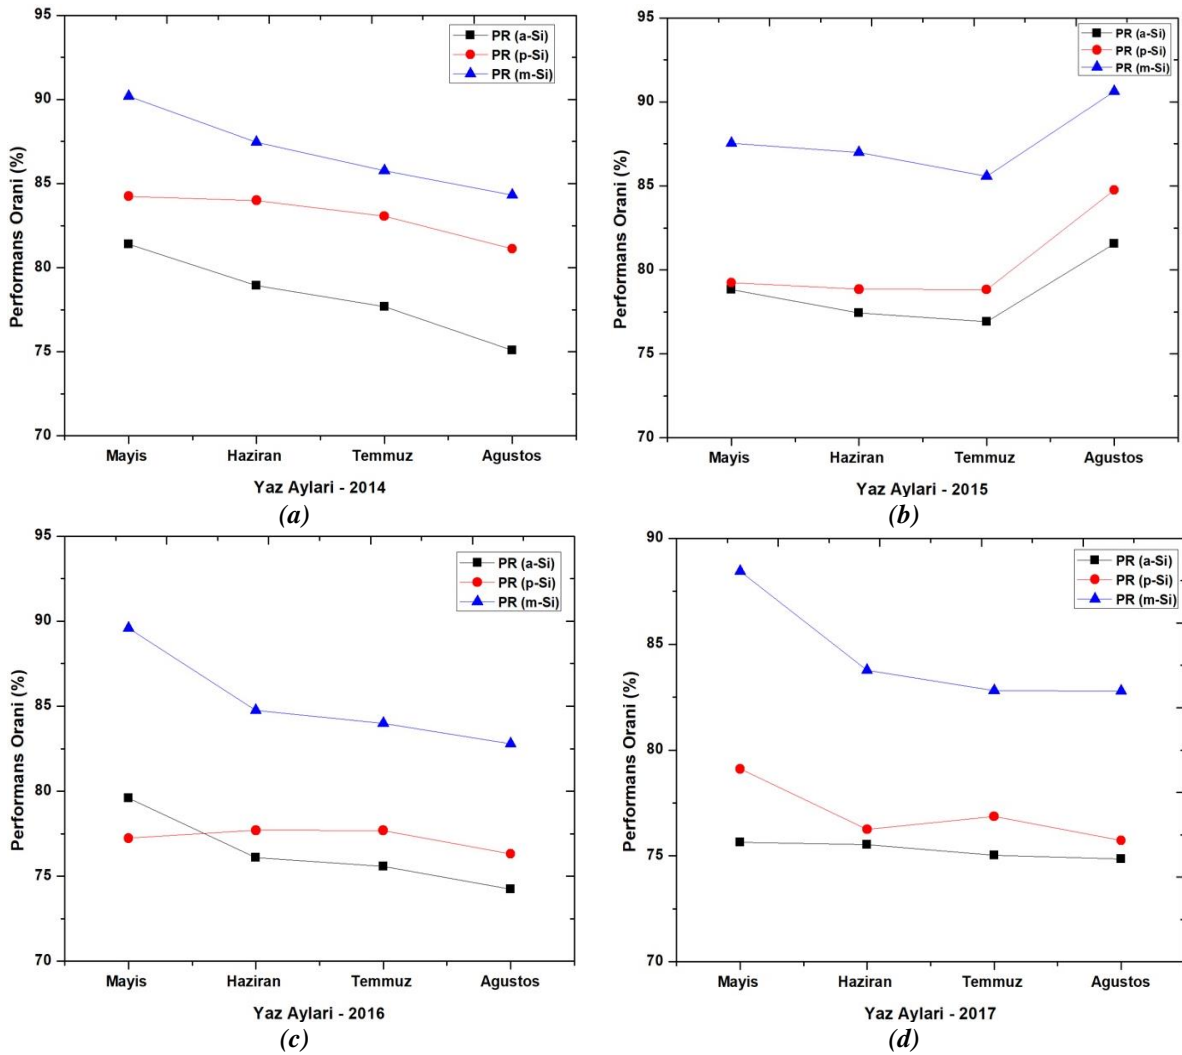 95
90
85
80
75
70
Performans Orani (%)
PR (a-Si)
PR (p-Si)
PR (m-Si)
Mayis Haziran Temmuz Agustos
Yaz Aylari - 2014
(a)
95
90
85
80
75
70
Performans Orani (%)
PR (a-Si)
PR (p-Si)
PR (m-Si)
Mayis Haziran Temmuz Agustos
Yaz Aylari - 2015
(b)
95
90
85
80
75
70
Performans Orani (%)
PR (a-Si)
PR (p-Si)
PR (m-Si)
Mayis Haziran Temmuz Agustos
Yaz Aylari - 2016
(c)
90
85
80
75
70
Performans Orani (%)
PR (a-Si)
PR (p-Si)
PR (m-Si)
Mayis Haziran Temmuz Agustos
Yaz Aylari - 2017
(d)